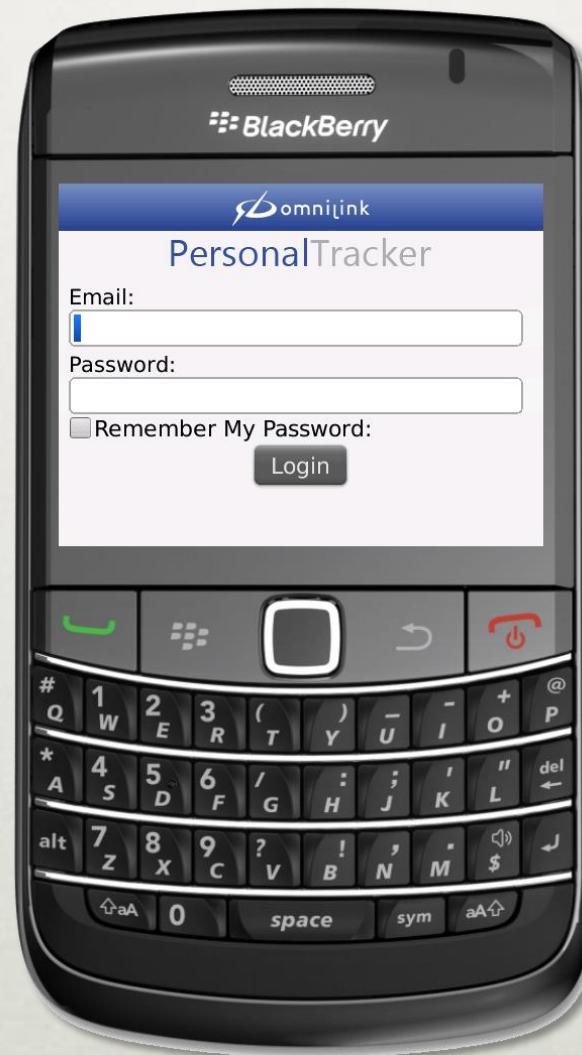 BlackBerry
omnilink
PersonalTracker
Email:
Password:
Remember My Password:
Login
# 1 2 3 ( ) _ - + @
Q W E R T Y U I O P
* 4 5 6 / : ; ' " del
A S D F G H J K L
alt 7 8 9 ? ! , . $
Z X C V B N M
aA 0 space sym aA